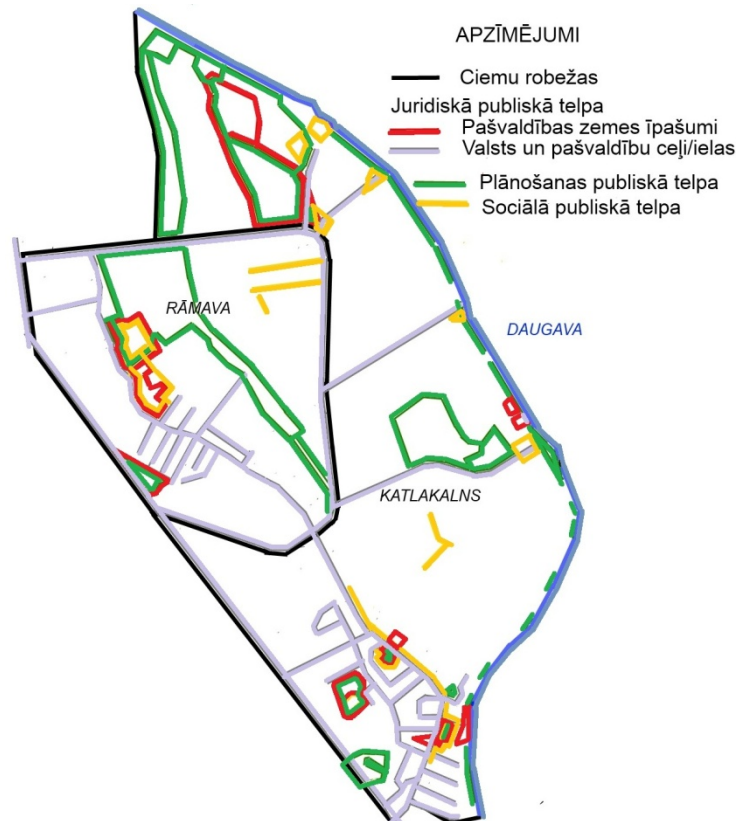 APZĪMĒJUMI
Ciemu robežas
Juridiskā publiskā telpa
Pašvaldības zemes īpašumi
Valsts un pašvaldību ceļi/ielas
Plānošanas publiskā telpa
Sociālā publiskā telpa
RĀMAVA
DAUGAVA
KATLAKALNS